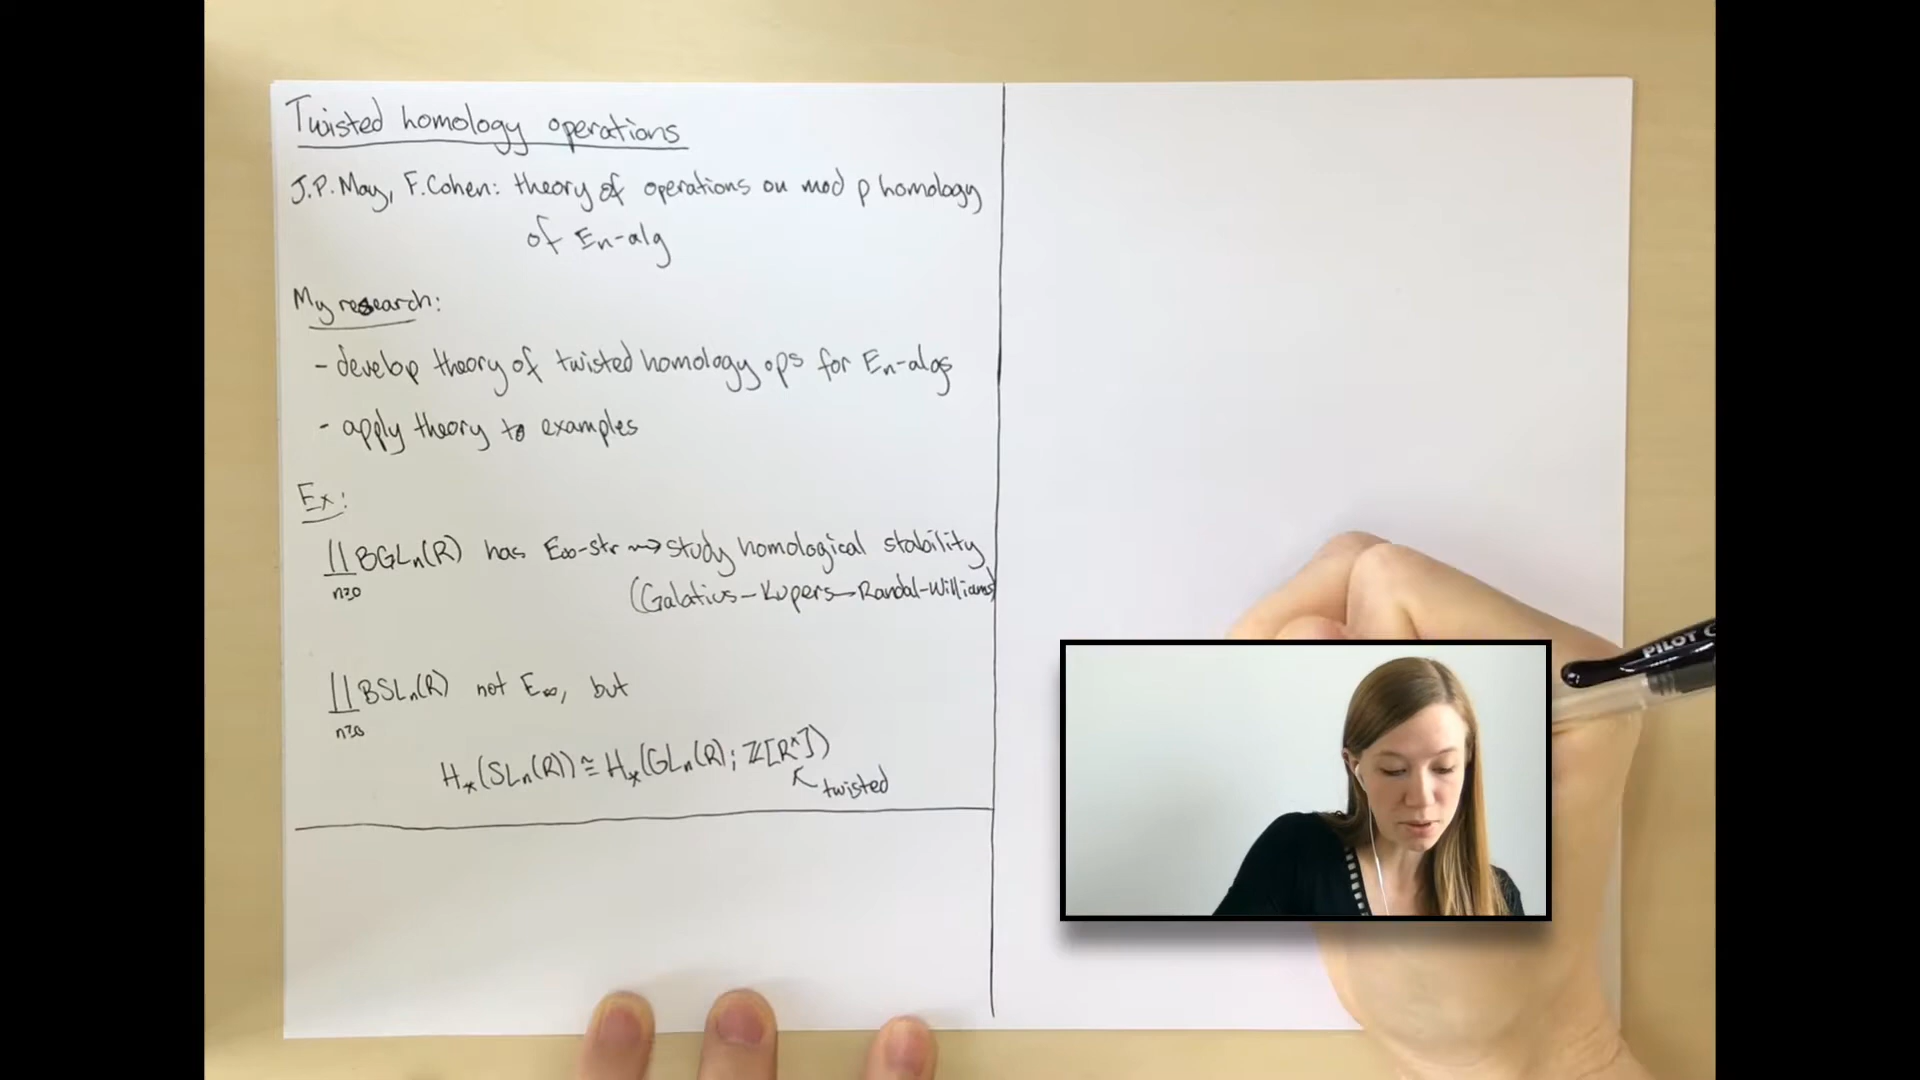 Twisted homology operations
J.P. May, F. Cohen: theory of operations on mod p homology
of En-alg
My research:
- develop theory of twisted homology ops for En-algs
- apply theory to examples
Ex:
∐ BGLn(R) has E∞-str ⇝ study homological stability
n≥0
(Galatius-Kupers-Randal-Williams)
∐ BSLn(R) not E∞, but
n≥0
H*(SLn(R)) ≅ H*(GLn(R); ℤ[R×])
↖ twisted
PILOT G